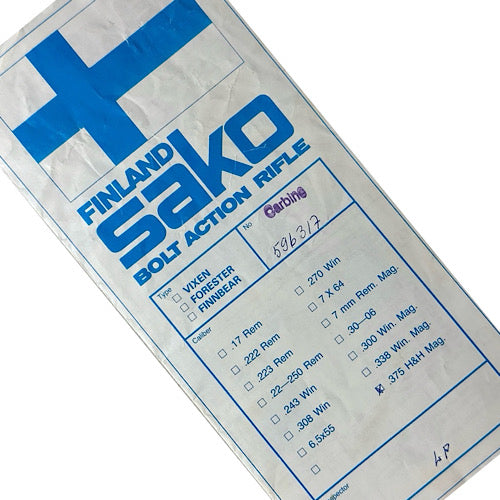 FINLAND
sako
BOLT ACTION RIFLE
Type
VIXEN
FORESTER
FINNBEAR
No
Carbine
596317
Caliber
.17 Rem
.222 Rem
.223 Rem
22—250 Rem
.243 Win
.308 Win
6,5x55
.270 Win
7 X 64
7 mm Rem. Mag.
.30—06
.300 Win. Mag.
.338 Win. Mag.
.375 H&H Mag.